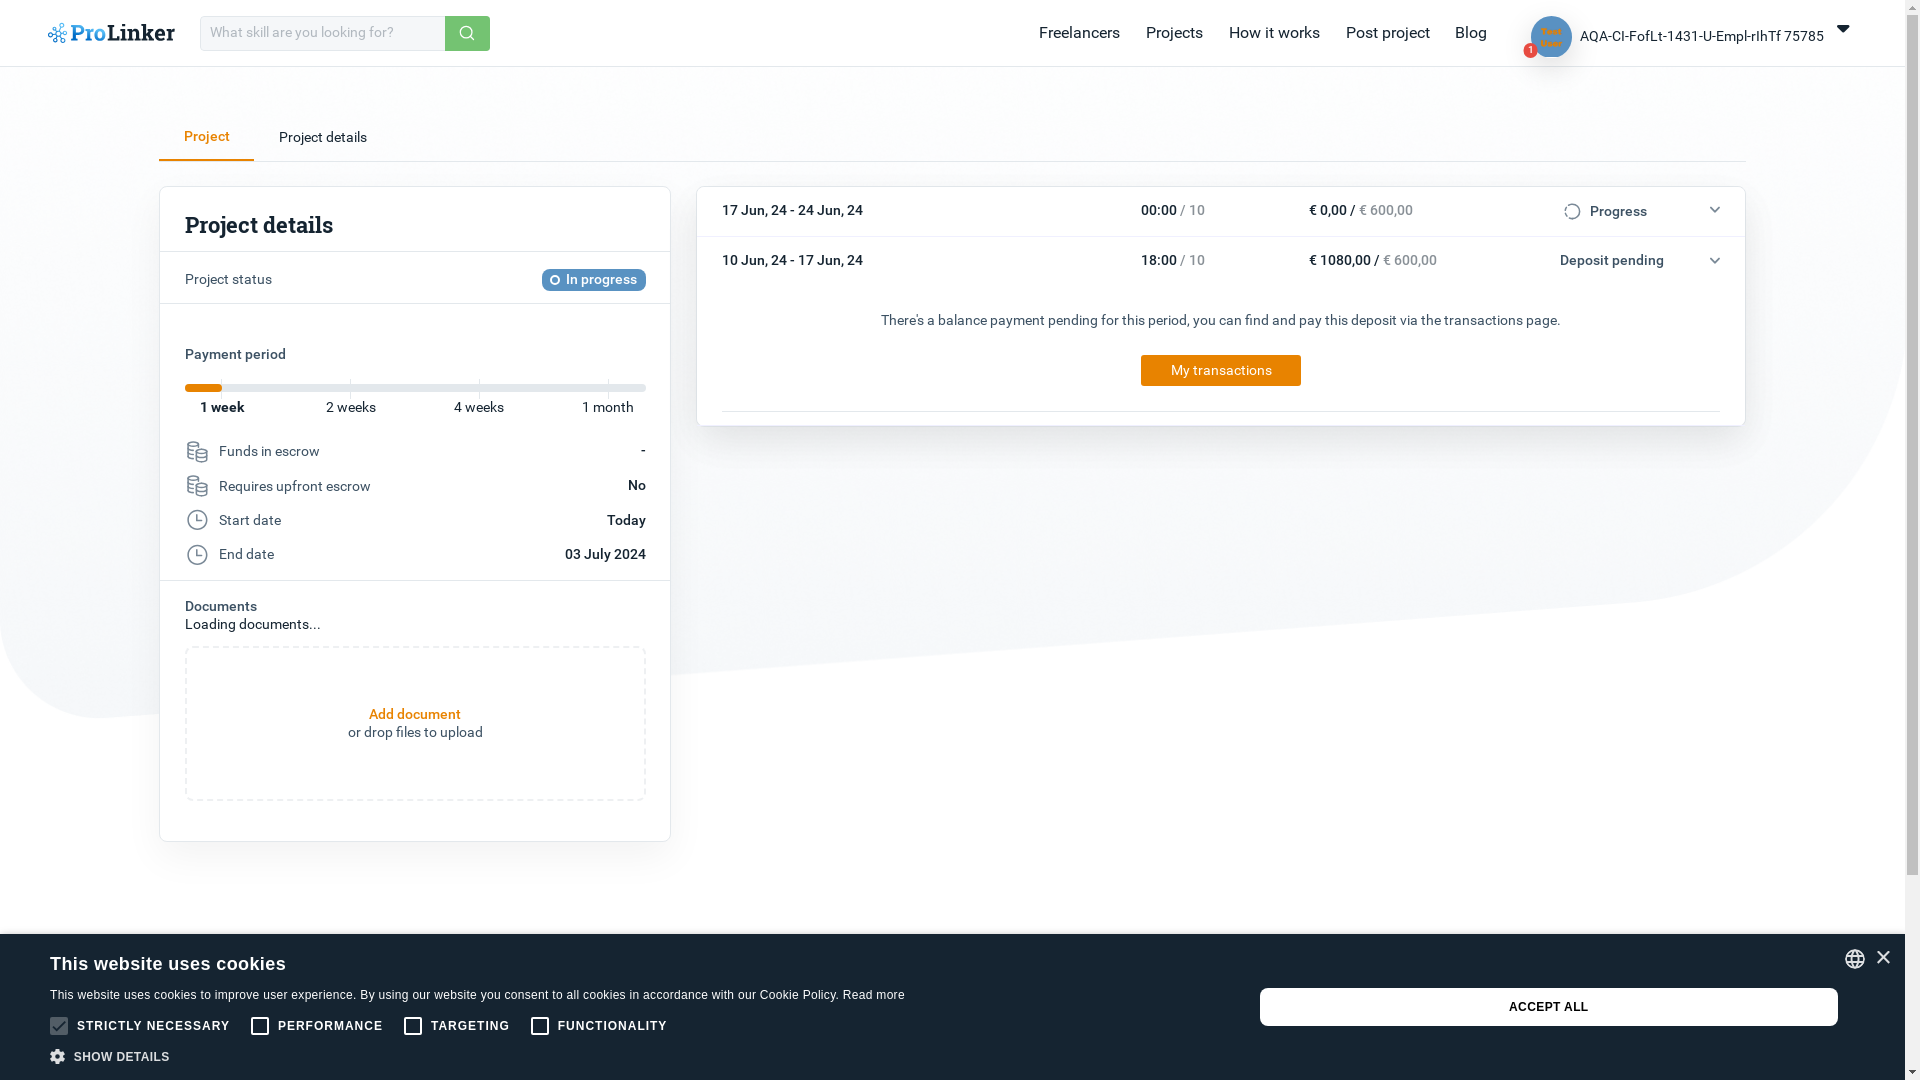 ProLinker
What skill are you looking for?
Freelancers
Projects
How it works
Post project
Blog
Test
User
1
AQA-CI-FofLt-1431-U-Empl-rIhTf 75785
Project
Project details
Project details
Project status
In progress
Payment period
1 week
2 weeks
4 weeks
1 month
Funds in escrow
-
Requires upfront escrow
No
Start date
Today
End date
03 July 2024
Documents
Loading documents...
Add document
or drop files to upload
17 Jun, 24 - 24 Jun, 24
00:00 / 10
€ 0,00 / € 600,00
Progress
10 Jun, 24 - 17 Jun, 24
18:00 / 10
€ 1080,00 / € 600,00
Deposit pending
There's a balance payment pending for this period, you can find and pay this deposit via the transactions page.
My transactions
This website uses cookies
This website uses cookies to improve user experience. By using our website you consent to all cookies in accordance with our Cookie Policy. Read more
STRICTLY NECESSARY
PERFORMANCE
TARGETING
FUNCTIONALITY
SHOW DETAILS
ACCEPT ALL